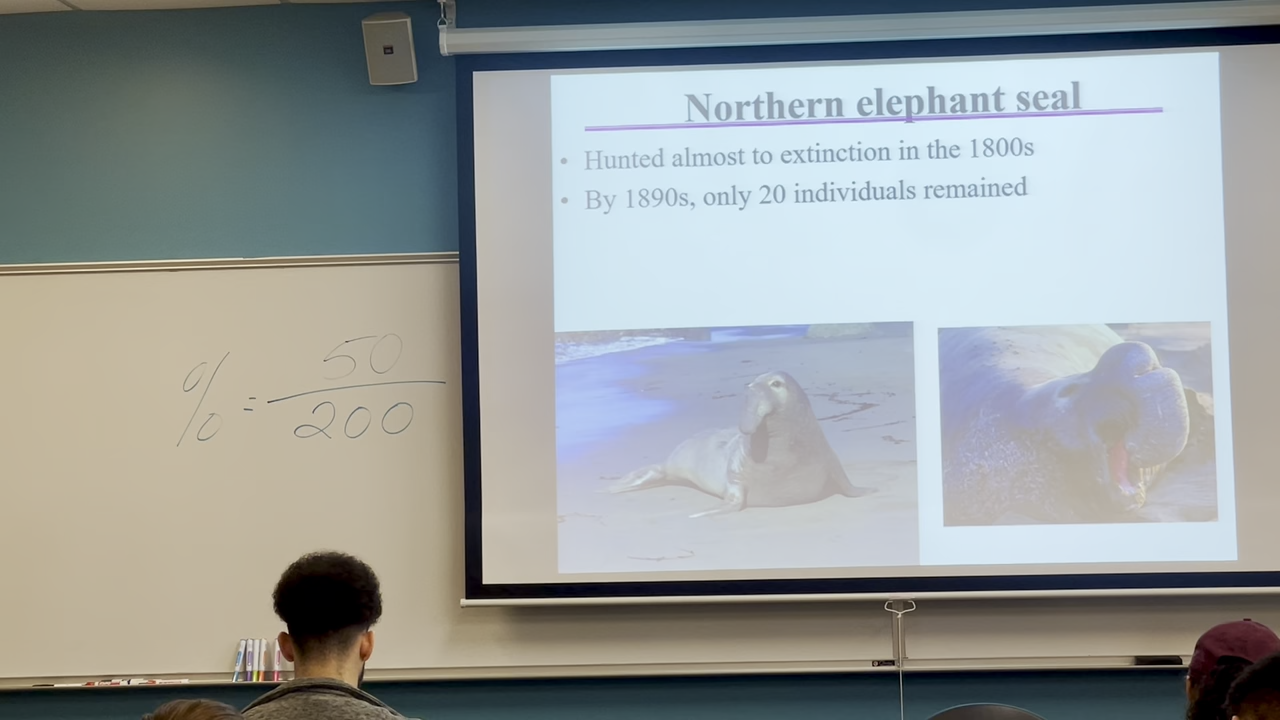 Northern elephant seal
• Hunted almost to extinction in the 1800s
• By 1890s, only 20 individuals remained
% = 50
200